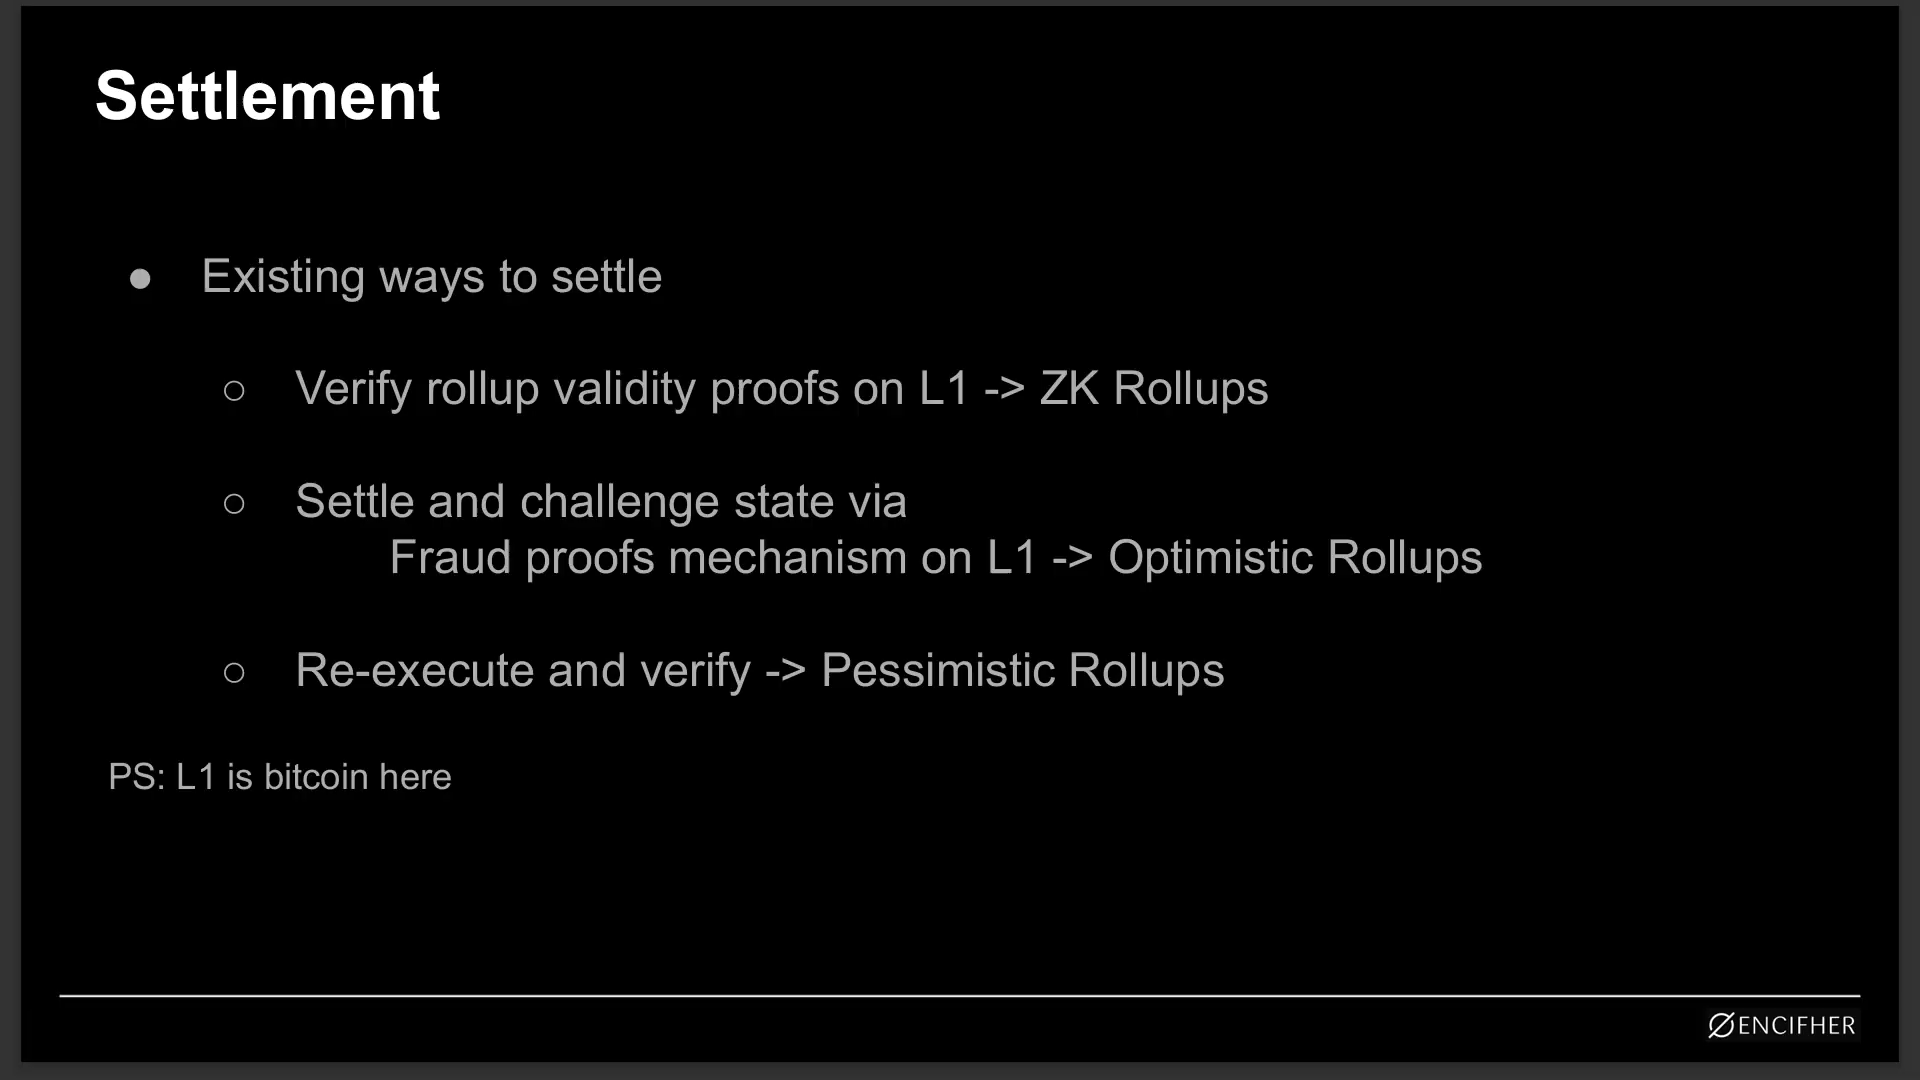 Settlement
● Existing ways to settle
○ Verify rollup validity proofs on L1 -> ZK Rollups
○ Settle and challenge state via
Fraud proofs mechanism on L1 -> Optimistic Rollups
○ Re-execute and verify -> Pessimistic Rollups
PS: L1 is bitcoin here
ENCIFHER